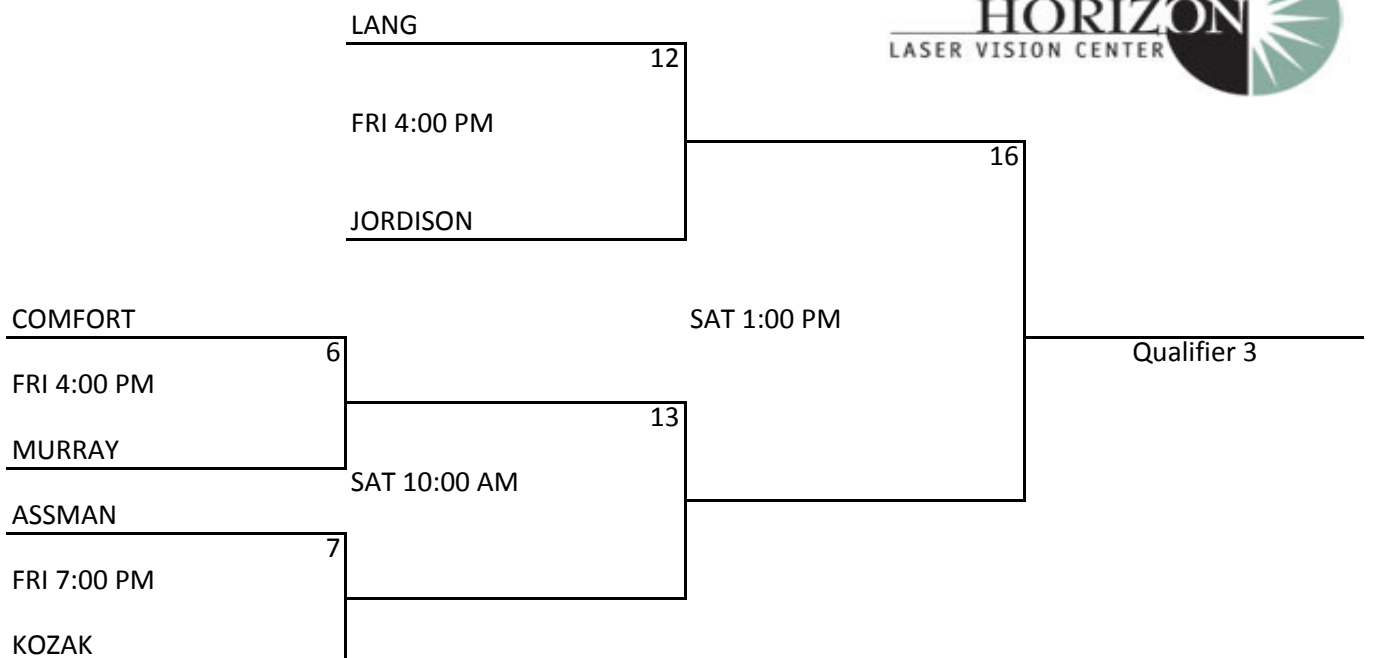 HORIZON
LASER VISION CENTER
LANG
12
FRI 4:00 PM
16
JORDISON
COMFORT
SAT 1:00 PM
6
Qualifier 3
FRI 4:00 PM
13
MURRAY
SAT 10:00 AM
ASSMAN
7
FRI 7:00 PM
KOZAK